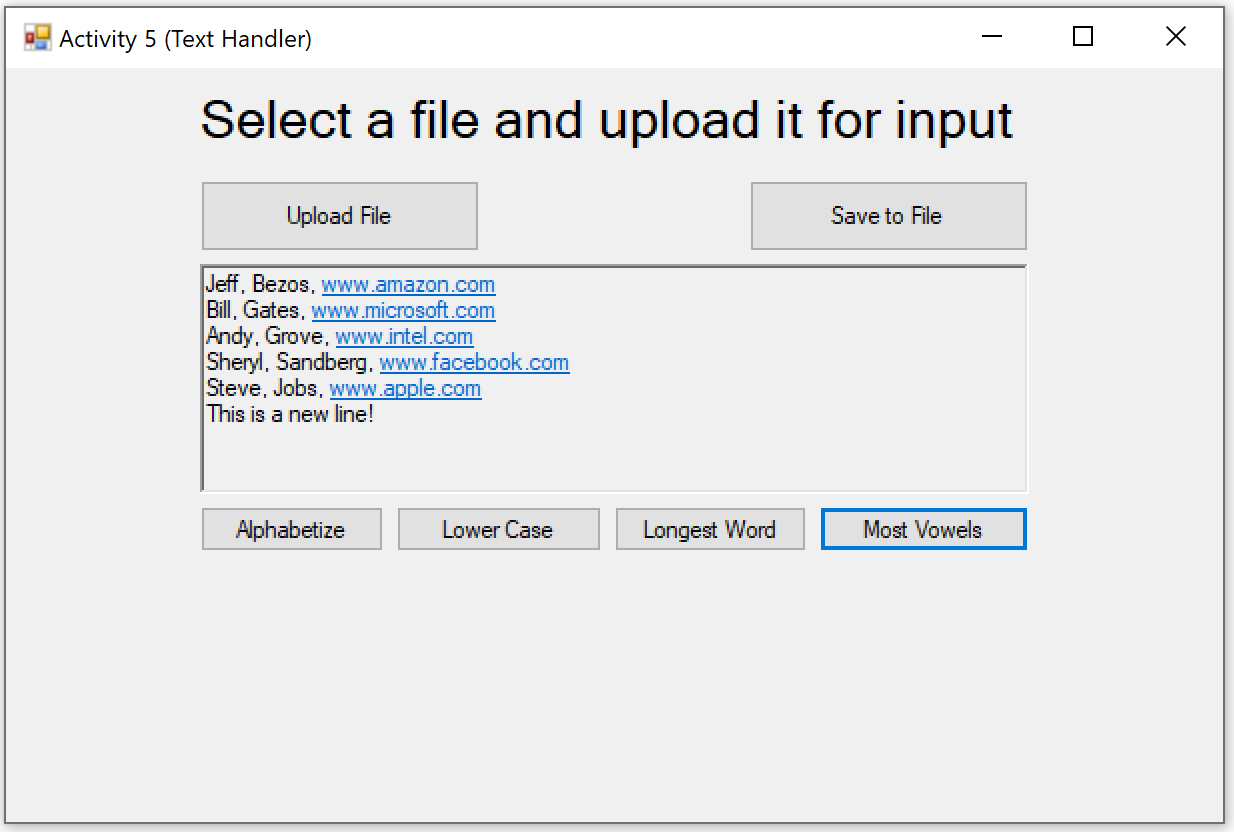 Activity 5 (Text Handler)
Select a file and upload it for input
Upload File Save to File
Jeff, Bezos, www.amazon.com
Bill, Gates, www.microsoft.com
Andy, Grove, www.intel.com
Sheryl, Sandberg, www.facebook.com
Steve, Jobs, www.apple.com
This is a new line!
Alphabetize Lower Case Longest Word Most Vowels